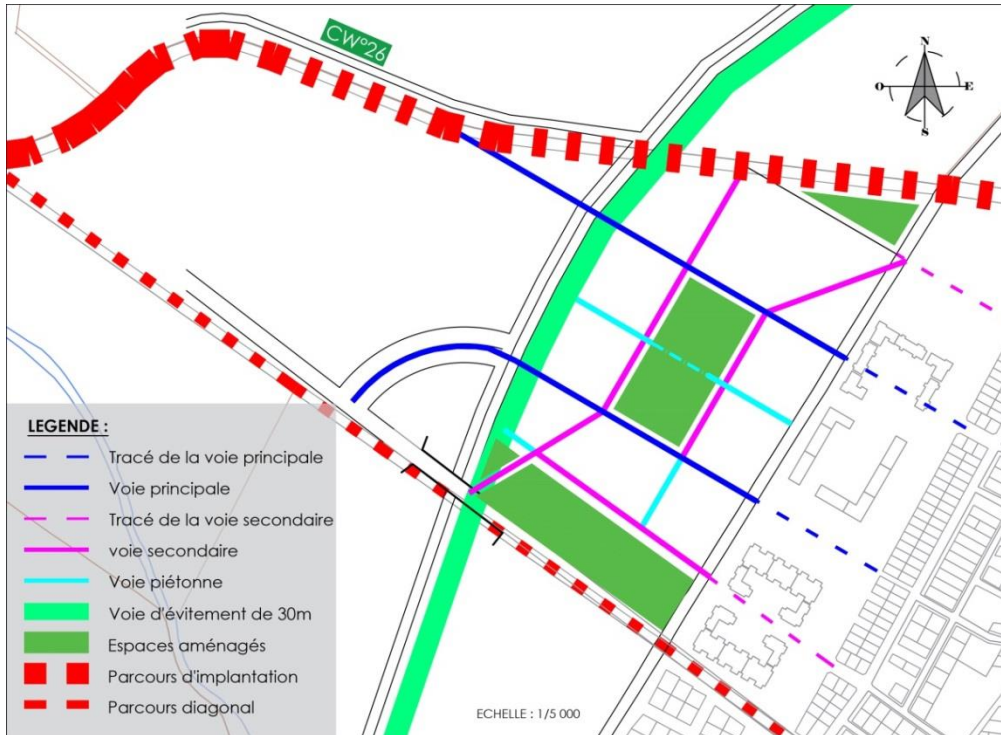 CW°26
N
O
E
S
LEGENDE :
Tracé de la voie principale
Voie principale
Tracé de la voie secondaire
voie secondaire
Voie piétonne
Voie d'évitement de 30m
Espaces aménagés
Parcours d'implantation
Parcours diagonal
ECHELLE : 1/5 000